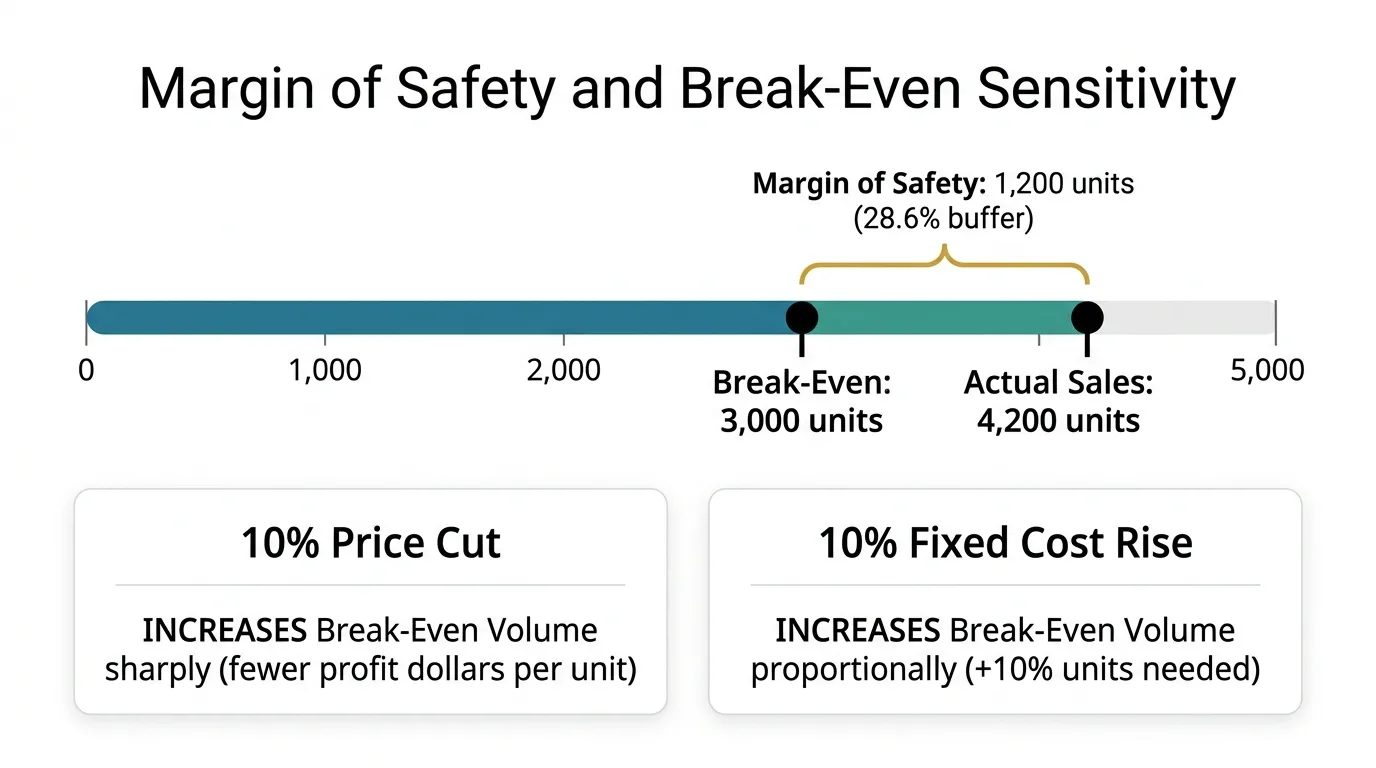 Margin of Safety and Break-Even Sensitivity
Margin of Safety: 1,200 units
(28.6% buffer)
0
1,000
2,000
5,000
Break-Even:
3,000 units
Actual Sales:
4,200 units
10% Price Cut
INCREASES Break-Even Volume
sharply (fewer profit dollars per unit)
10% Fixed Cost Rise
INCREASES Break-Even Volume
proportionally (+10% units needed)